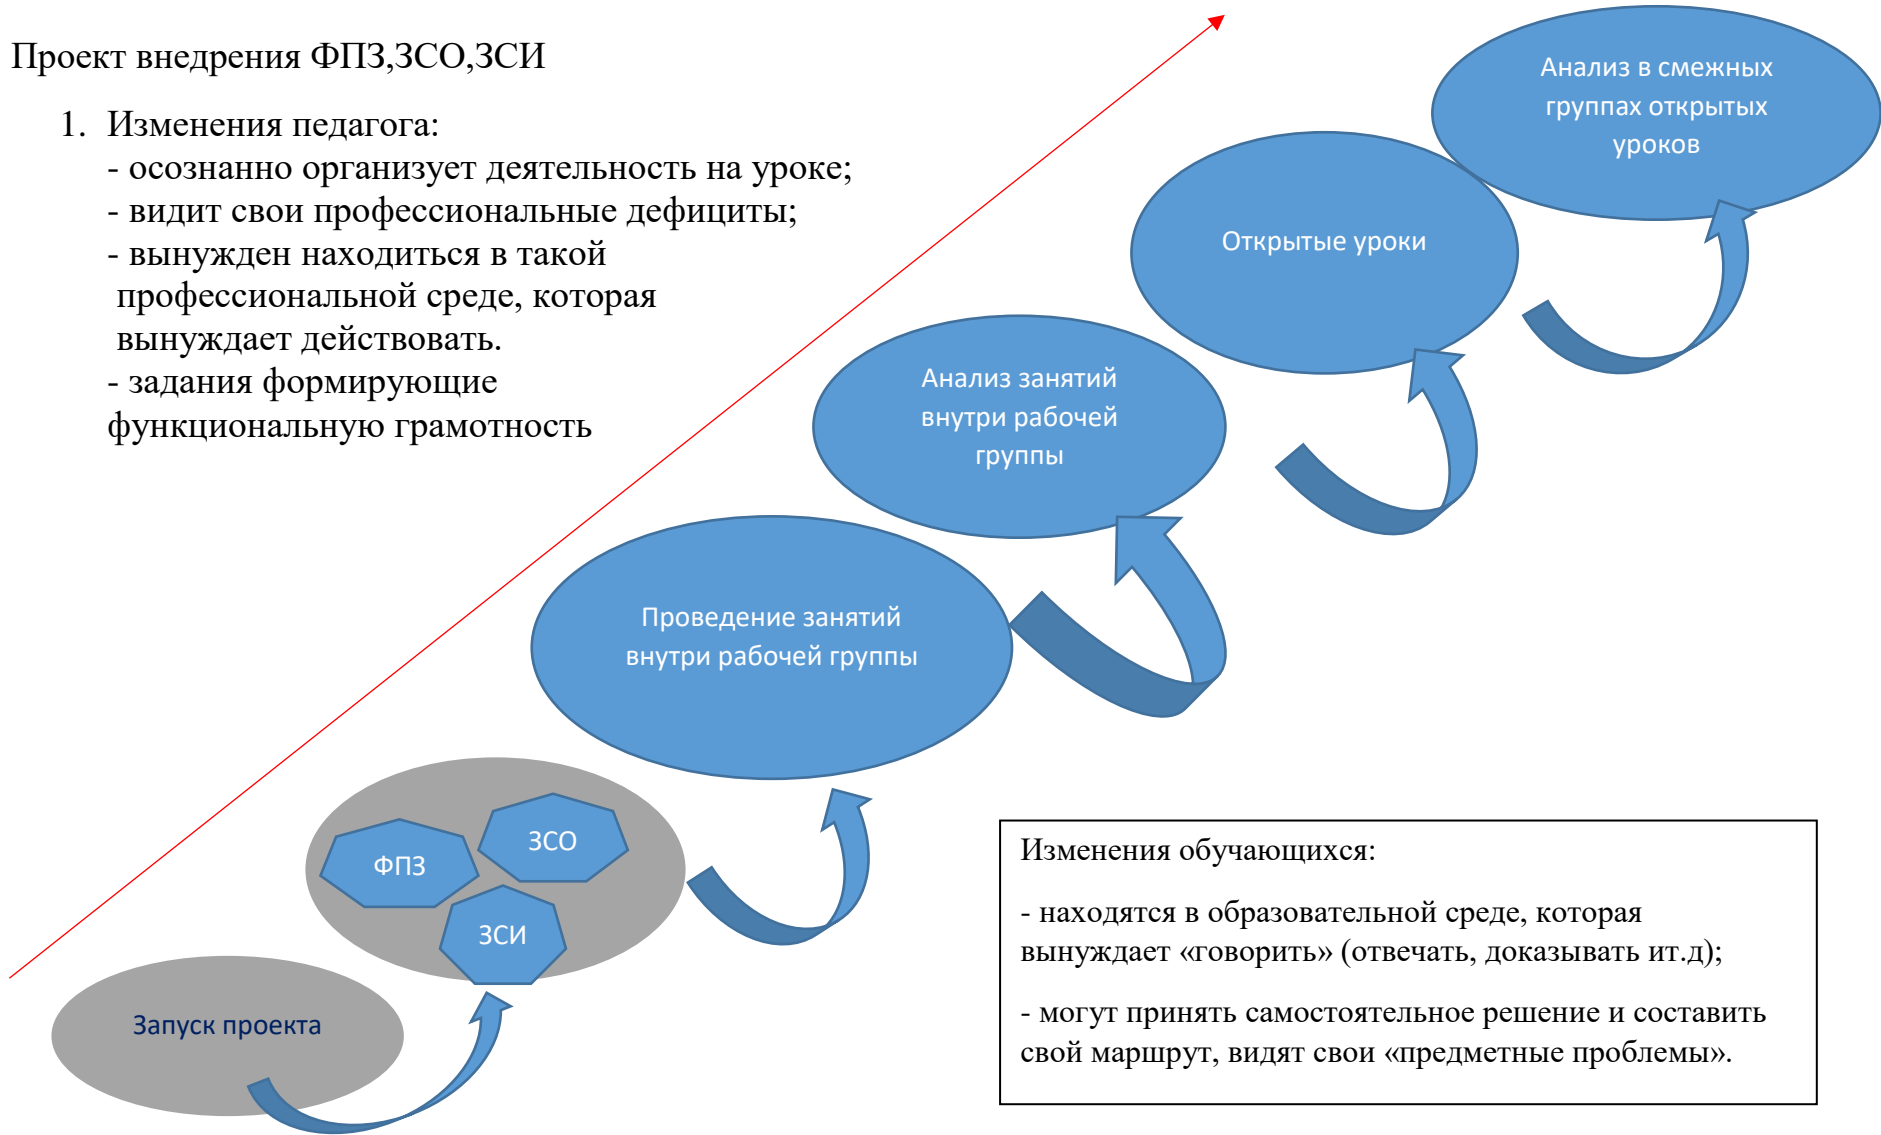 Проект внедрения ФПЗ,ЗСО,ЗСИ
1. Изменения педагога:
- осознанно организует деятельность на уроке;
- видит свои профессиональные дефициты;
- вынужден находиться в такой
профессиональной среде, которая
вынуждает действовать.
- задания формирующие
функциональную грамотность
Анализ в смежных
группах открытых
уроков
Открытые уроки
Анализ занятий
внутри рабочей
группы
Проведение занятий
внутри рабочей группы
ЗСО
ФПЗ
ЗСИ
Запуск проекта
Изменения обучающихся:
- находятся в образовательной среде, которая
вынуждает «говорить» (отвечать, доказывать ит.д);
- могут принять самостоятельное решение и составить
свой маршрут, видят свои «предметные проблемы».